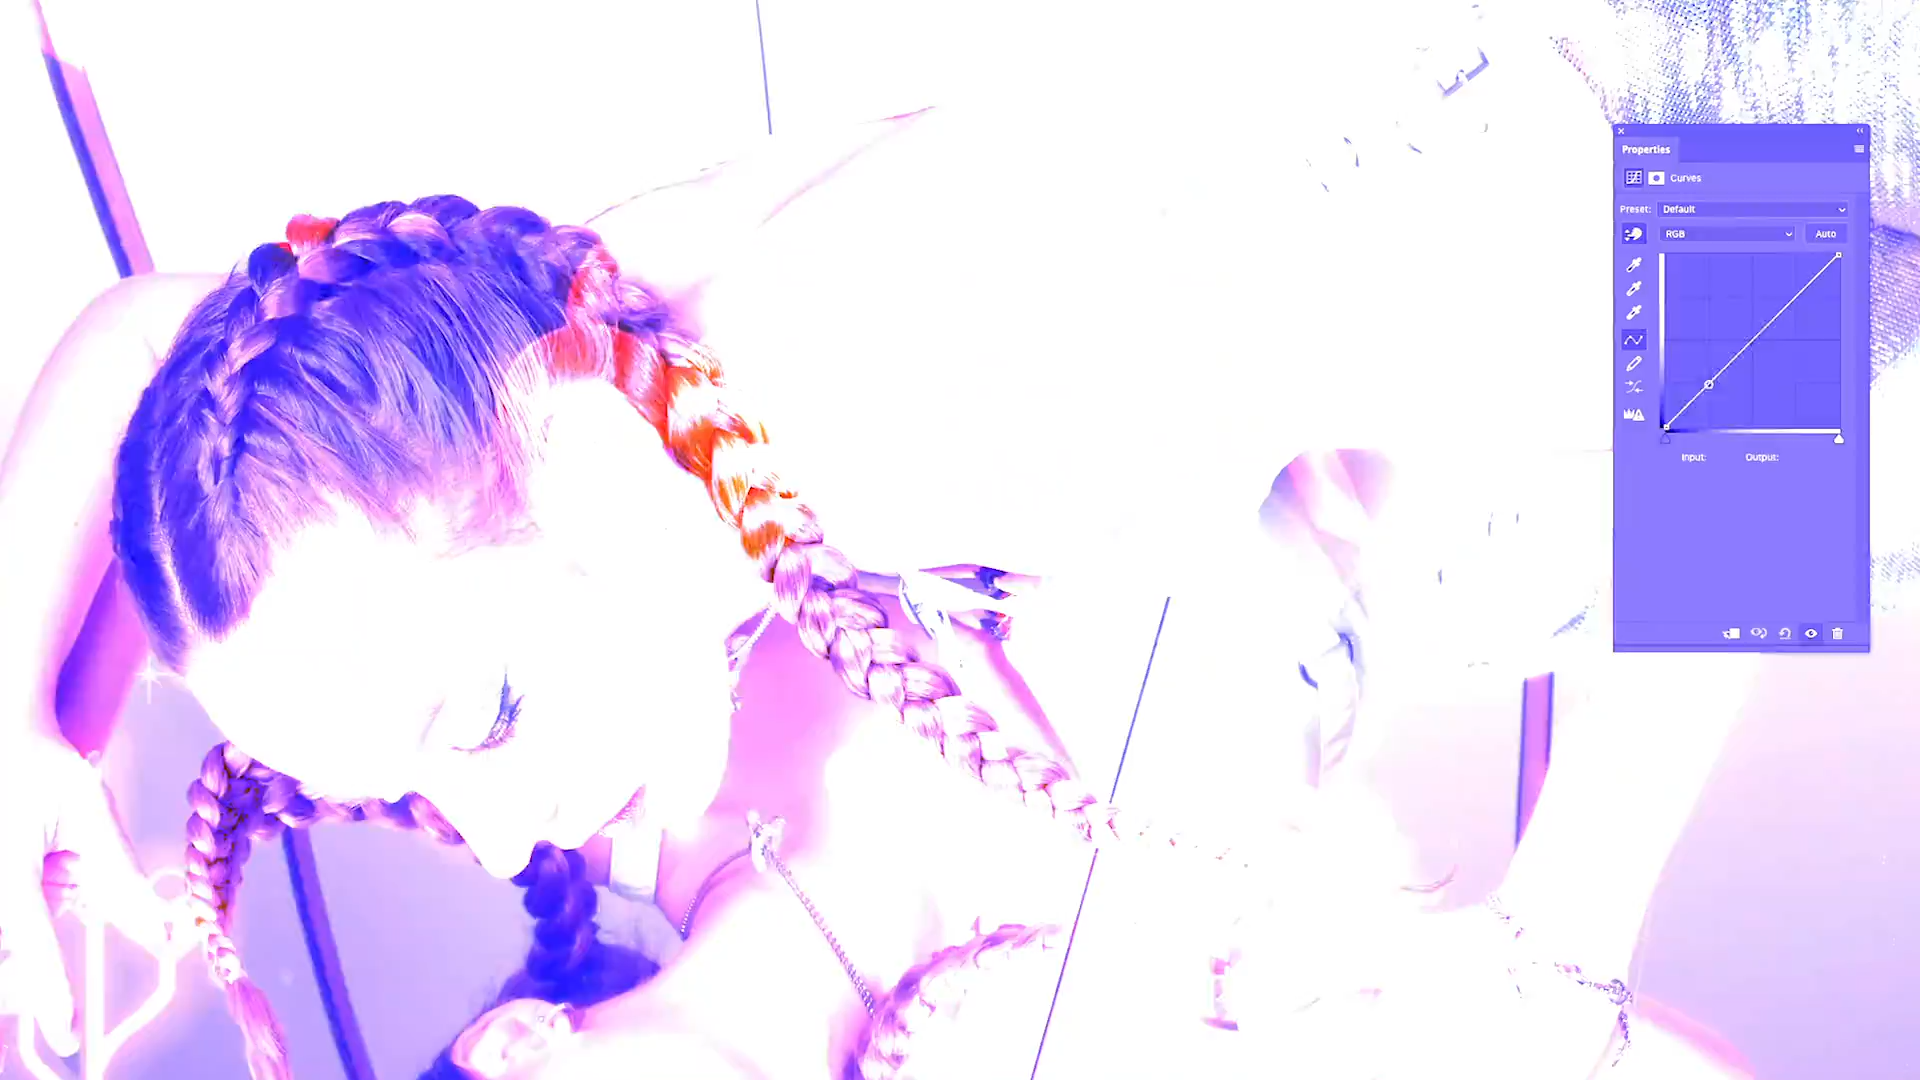 Properties
Curves
Preset: Default
RGB Auto
Input: Output: